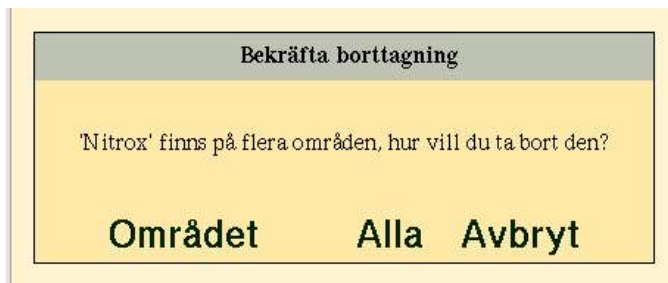 Bekräfta borttagning
'Nitrox' finns på flera områden, hur vill du ta bort den?
Området Alla Avbryt